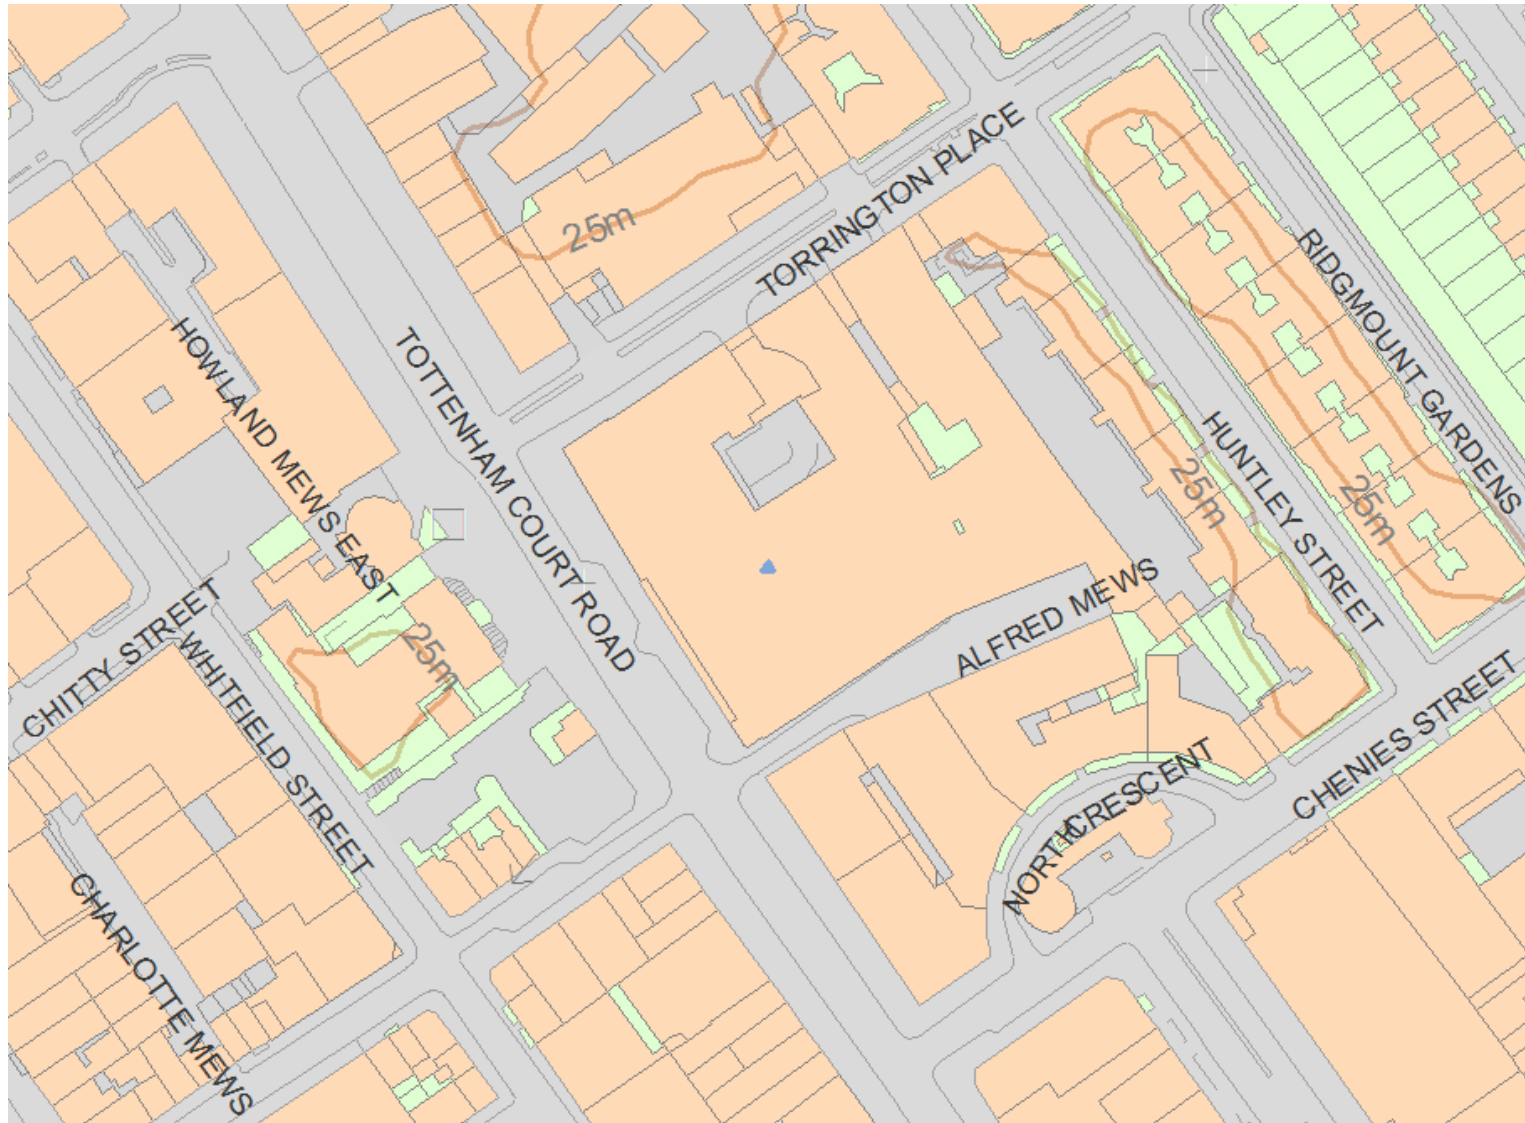 TORRINGTON PLACE
25m
RIDGMOUNT GARDENS
HOWLAND MEWS EAST
TOTTENHAM COURT ROAD
HUNTLEY STREET
25m
25m
ALFRED MEWS
CHITTY STREET
25m
WHITFIELD STREET
CHENIES STREET
NORTH CRESCENT
CHARLOTTE MEWS